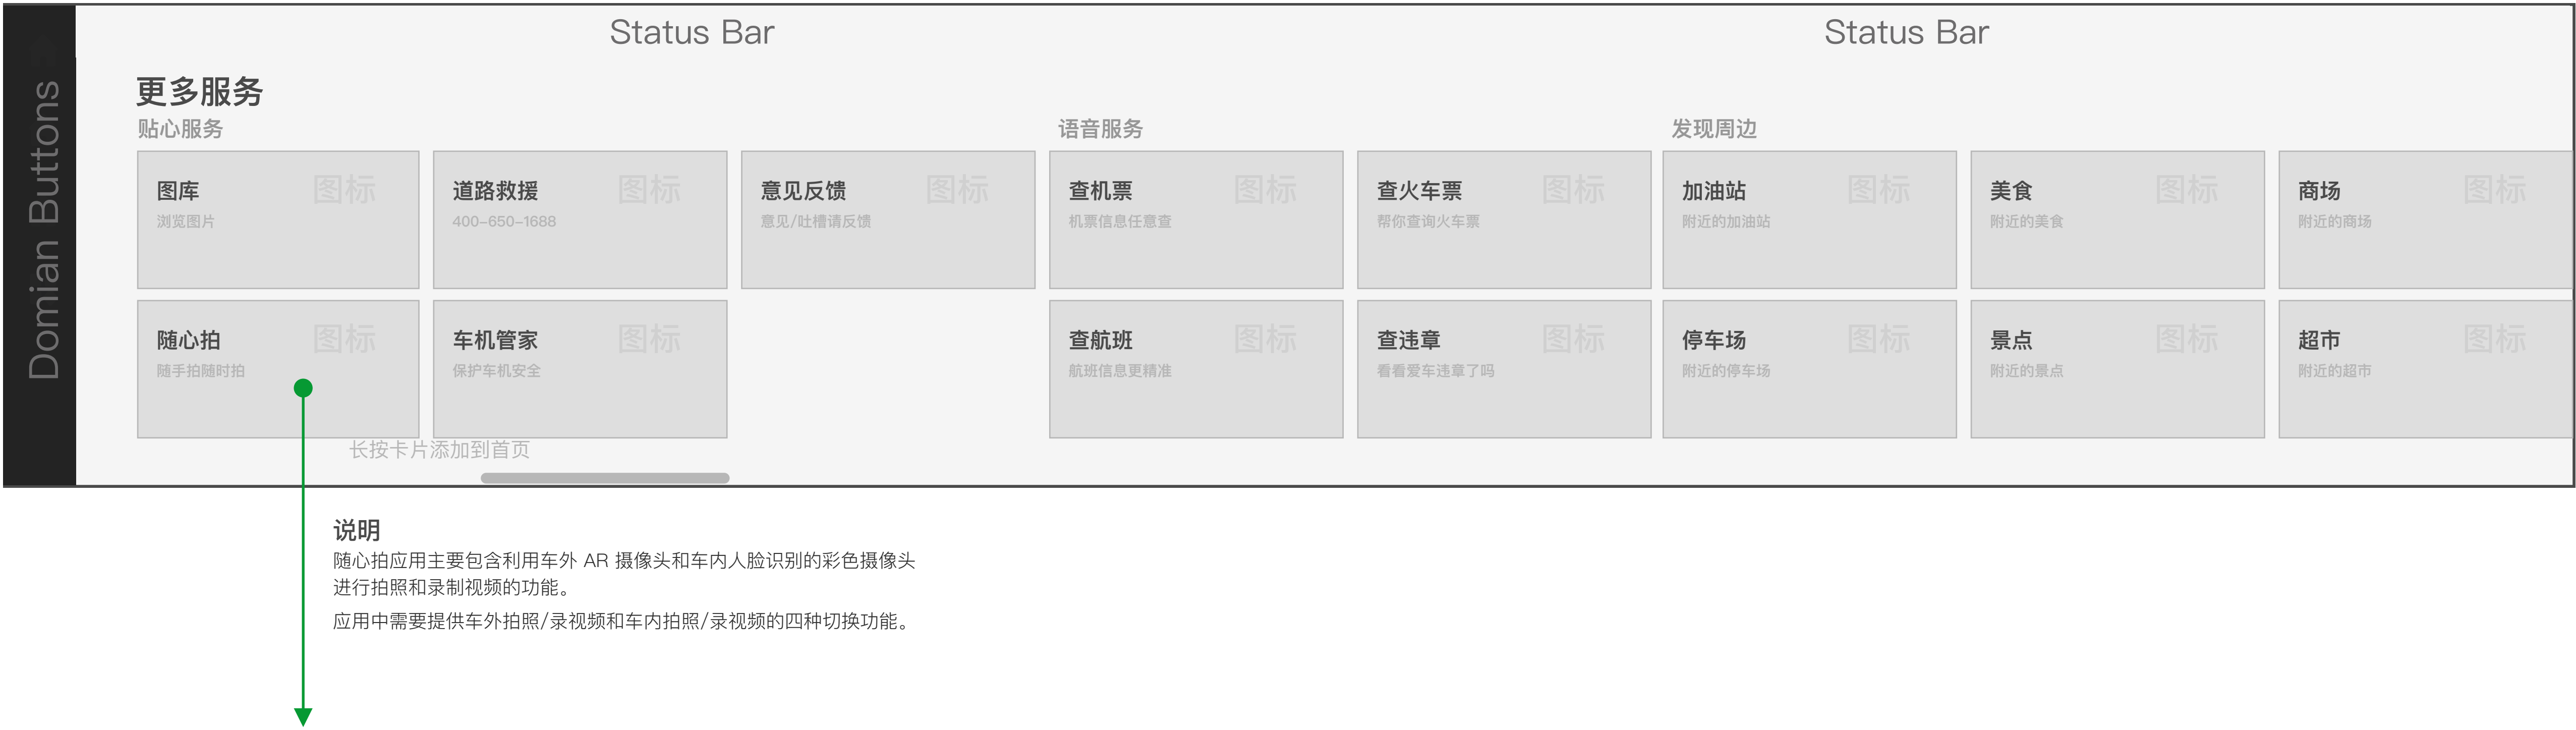 Status Bar
Status Bar
Domian Buttons
更多服务
贴心服务
语音服务
发现周边
图库
图标
浏览图片
道路救援
图标
400-650-1688
意见反馈
图标
意见/吐槽请反馈
查机票
图标
机票信息任意查
查火车票
图标
帮你查询火车票
加油站
图标
附近的加油站
美食
图标
附近的美食
商场
图标
附近的商场
随心拍
图标
随手拍随时拍
车机管家
图标
保护车机安全
查航班
图标
航班信息更精准
查违章
图标
看看爱车违章了吗
停车场
图标
附近的停车场
景点
图标
附近的景点
超市
图标
附近的超市
长按卡片添加到首页
说明
随心拍应用主要包含利用车外 AR 摄像头和车内人脸识别的彩色摄像头
进行拍照和录制视频的功能。
应用中需要提供车外拍照/录视频和车内拍照/录视频的四种切换功能。